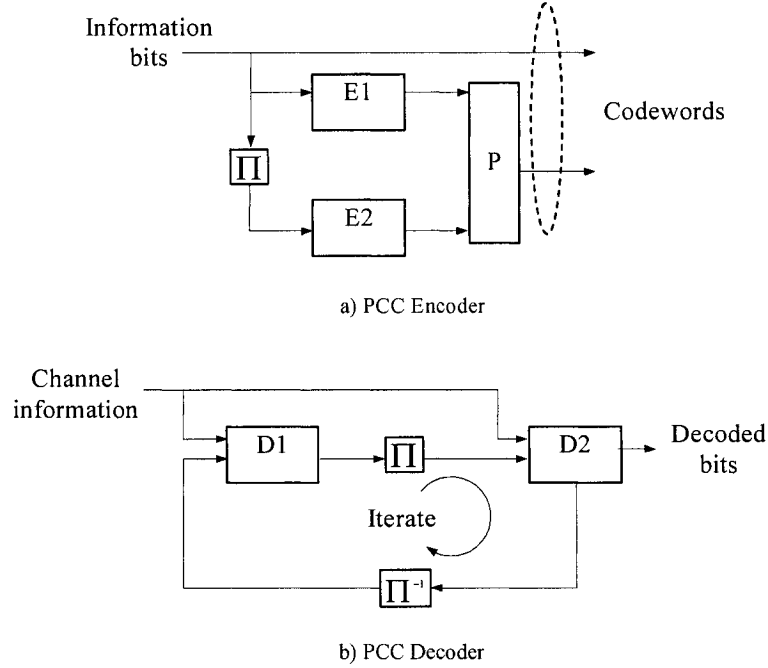 Information
bits
E1
Codewords
P
Π
E2
a) PCC Encoder
Channel
information
D1
Π
D2
Decoded
bits
Iterate
Π⁻¹
b) PCC Decoder